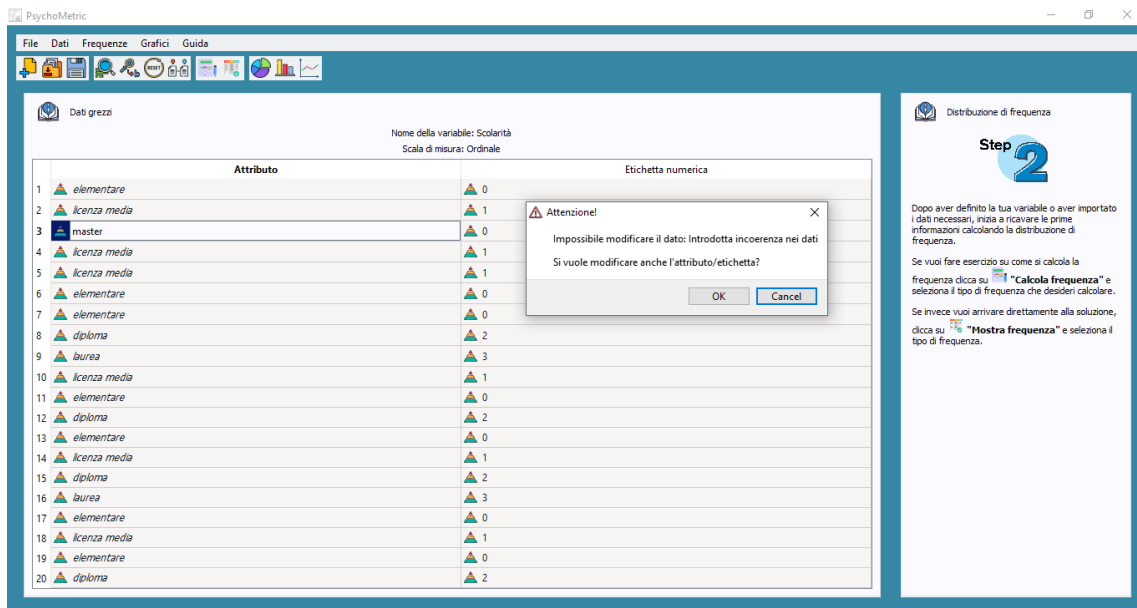 PsychoMetric
File Dati Frequenze Grafici Guida
RESET
Dati grezzi
Nome della variabile: Scolarità
Scala di misura: Ordinale
Attributo Etichetta numerica
1 elementare 0
2 licenza media 1
3 master 0
4 licenza media 1
5 licenza media 1
6 elementare 0
7 elementare 0
8 diploma 2
9 laurea 3
10 licenza media 1
11 elementare 0
12 diploma 2
13 elementare 0
14 licenza media 1
15 diploma 2
16 laurea 3
17 elementare 0
18 licenza media 1
19 elementare 0
20 diploma 2
Attenzione!
Impossibile modificare il dato: Introdotta incoerenza nei dati
Si vuole modificare anche l'attributo/etichetta?
OK Cancel
Distribuzione di frequenza
Step 2
Dopo aver definito la tua variabile o aver importato
i dati necessari, inizia a ricavare le prime
informazioni calcolando la distribuzione di
frequenza.
Se vuoi fare esercizio su come si calcola la
frequenza clicca su "Calcola frequenza" e
seleziona il tipo di frequenza che desideri calcolare.
Se invece vuoi arrivare direttamente alla soluzione,
clicca su "Mostra frequenza" e seleziona il
tipo di frequenza.